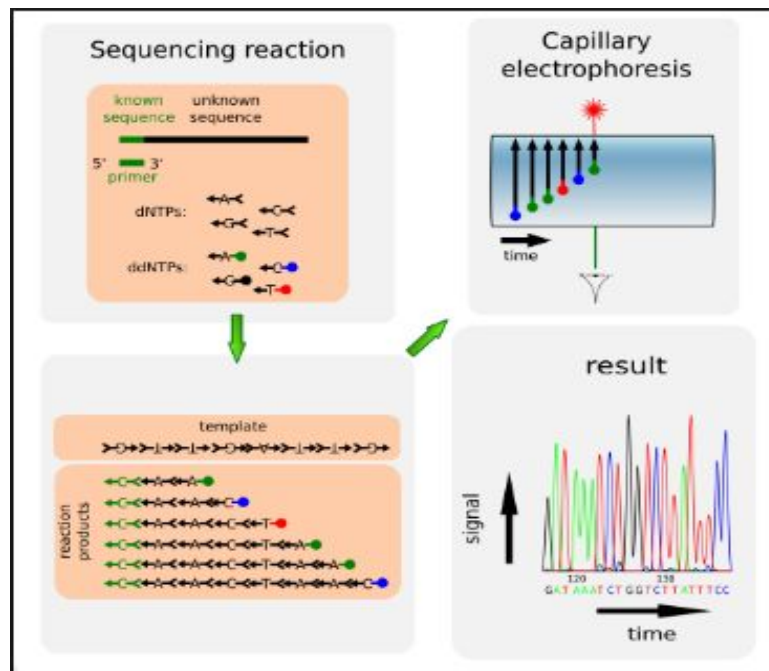 Sequencing reaction
known
sequence
unknown
sequence
5'
3'
primer
dNTPs:
A
C
G
T
ddNTPs:
A
C
G
T
Capillary
electrophoresis
time
template
G T T G A T T G
reaction
products
C A A
C A A C
C A A C T
C A A C T A
C A A C T A A
C A A C T A A C
result
signal
120
130
GATAAATCTGGTCTTATTTCC
time